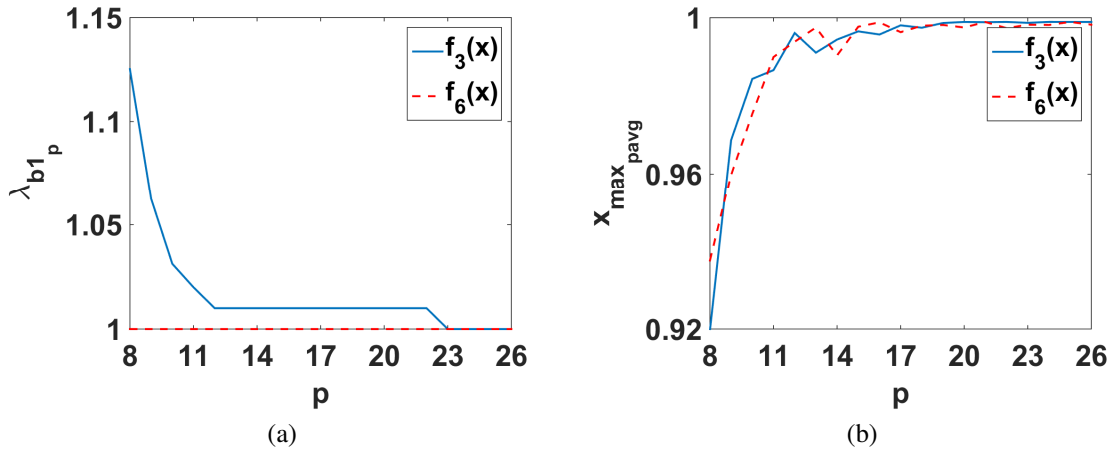 1.15
1.1
1.05
1
λb1p
8 11 14 17 20 23 26
p
f3(x)
f6(x)
(a)
1
0.96
0.92
xmaxpavg
8 11 14 17 20 23 26
p
f3(x)
f6(x)
(b)